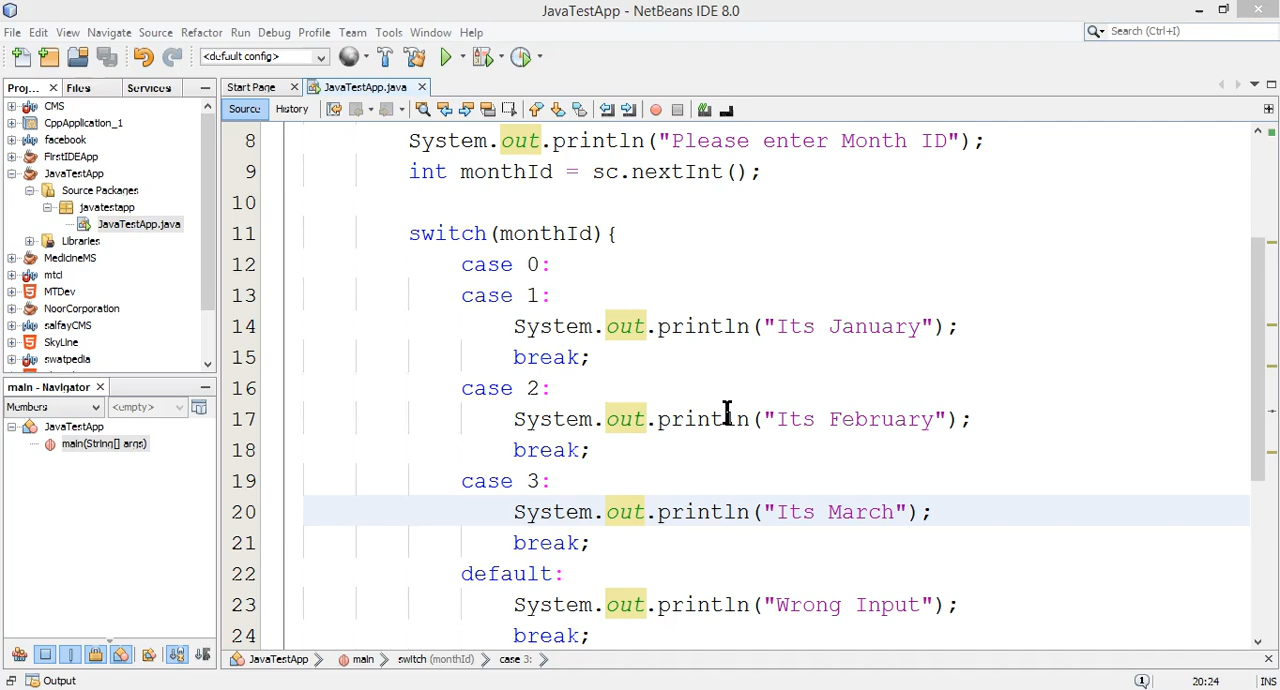 JavaTestApp - NetBeans IDE 8.0
File Edit View Navigate Source Refactor Run Debug Profile Team Tools Window Help
Search (Ctrl+I)
<default config>
Proj... Files Services
Start Page JavaTestApp.java
Source History
CMS
CppApplication_1
facebook
FirstIDEApp
JavaTestApp
Source Packages
javatestapp
JavaTestApp.java
Libraries
MedicineMS
mtcl
MTDev
NoorCorporation
salfayCMS
SkyLine
swatpedia
main - Navigator
Members <empty>
JavaTestApp
main(String[] args)
8 System.out.println("Please enter Month ID");
9 int monthId = sc.nextInt();
10
11 switch(monthId){
12 case 0:
13 case 1:
14 System.out.println("Its January");
15 break;
16 case 2:
17 System.out.println("Its February");
18 break;
19 case 3:
20 System.out.println("Its March");
21 break;
22 default:
23 System.out.println("Wrong Input");
24 break;
JavaTestApp main switch (monthId) case 3:
Output
1 20:24 INS